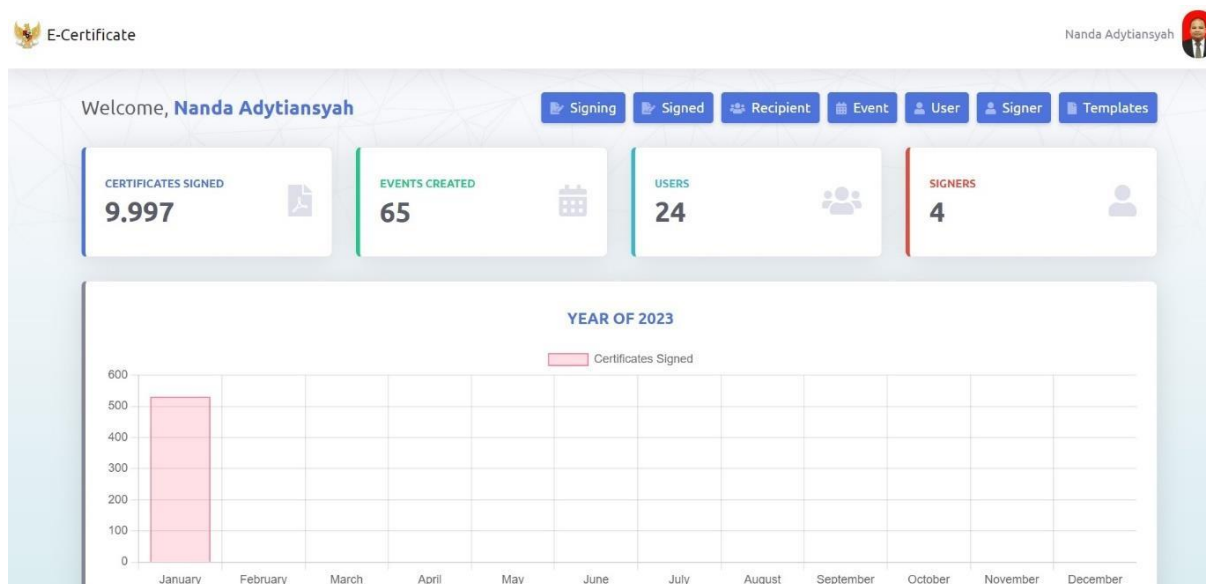 E-Certificate
Nanda Adytiansyah
Welcome, Nanda Adytiansyah
Signing
Signed
Recipient
Event
User
Signer
Templates
CERTIFICATES SIGNED
9.997
EVENTS CREATED
65
USERS
24
SIGNERS
4
YEAR OF 2023
Certificates Signed
600
500
400
300
200
100
0
January February March April May June July August September October November December